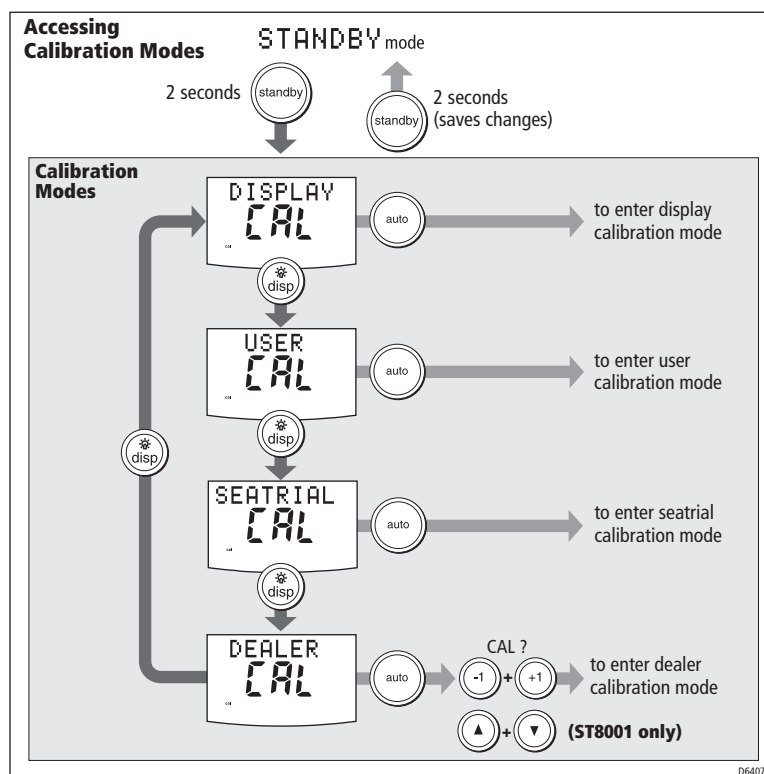 Accessing
Calibration Modes
STANDBY mode
2 seconds
standby
standby
2 seconds
(saves changes)
Calibration
Modes
DISPLAY
CAL
auto
to enter display
calibration mode
disp
USER
CAL
auto
to enter user
calibration mode
disp
disp
SEATRIAL
CAL
auto
to enter seatrial
calibration mode
disp
DEALER
CAL
auto
CAL ?
-1 + +1
to enter dealer
calibration mode
+ (ST8001 only)
D6407